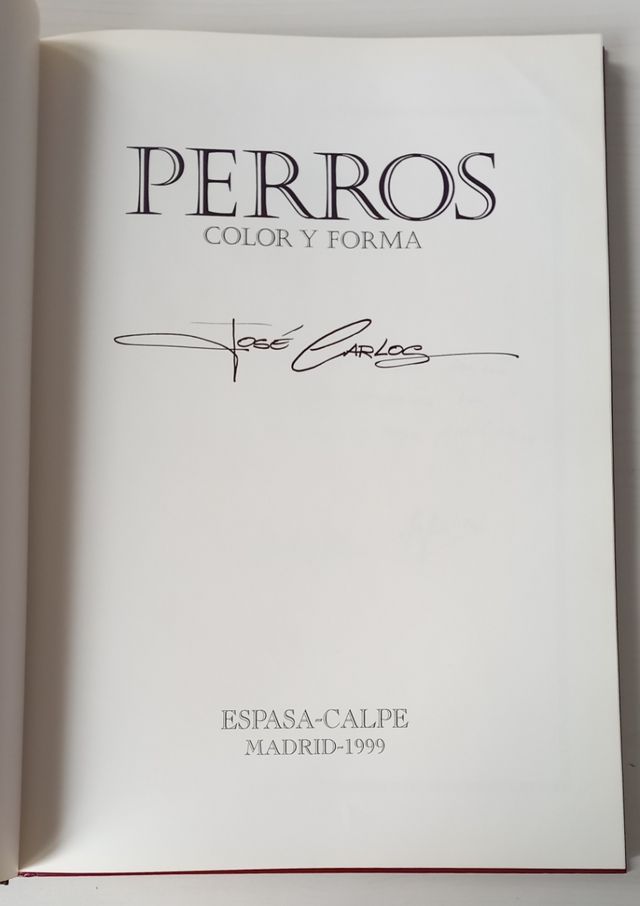 PERROS
COLOR Y FORMA
JOSÉ CARLOS
ESPASA-CALPE
MADRID-1999